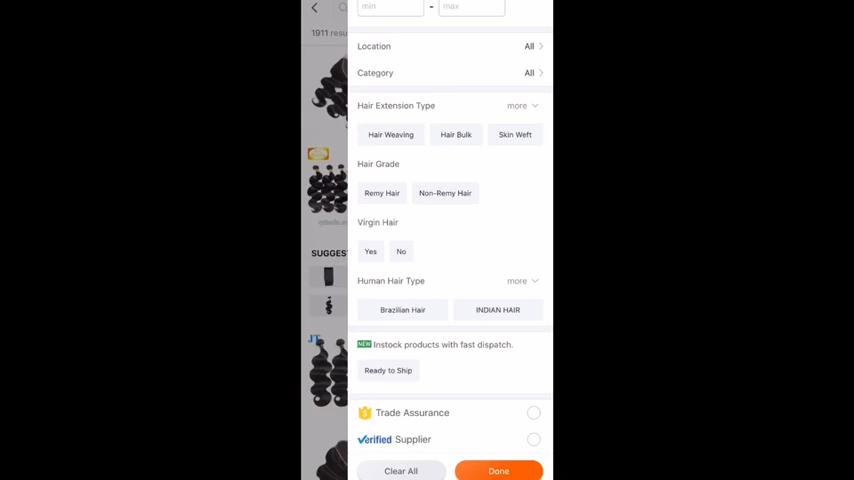 min - max
1911 resu
Location All
Category All
Hair Extension Type more
Hair Weaving Hair Bulk Skin Weft
Hair Grade
Remy Hair Non-Remy Hair
Virgin Hair
Yes No
SUGGEST
Human Hair Type more
Brazilian Hair INDIAN HAIR
JT
NEW Instock products with fast dispatch.
Ready to Ship
Trade Assurance
Verified Supplier
Clear All Done